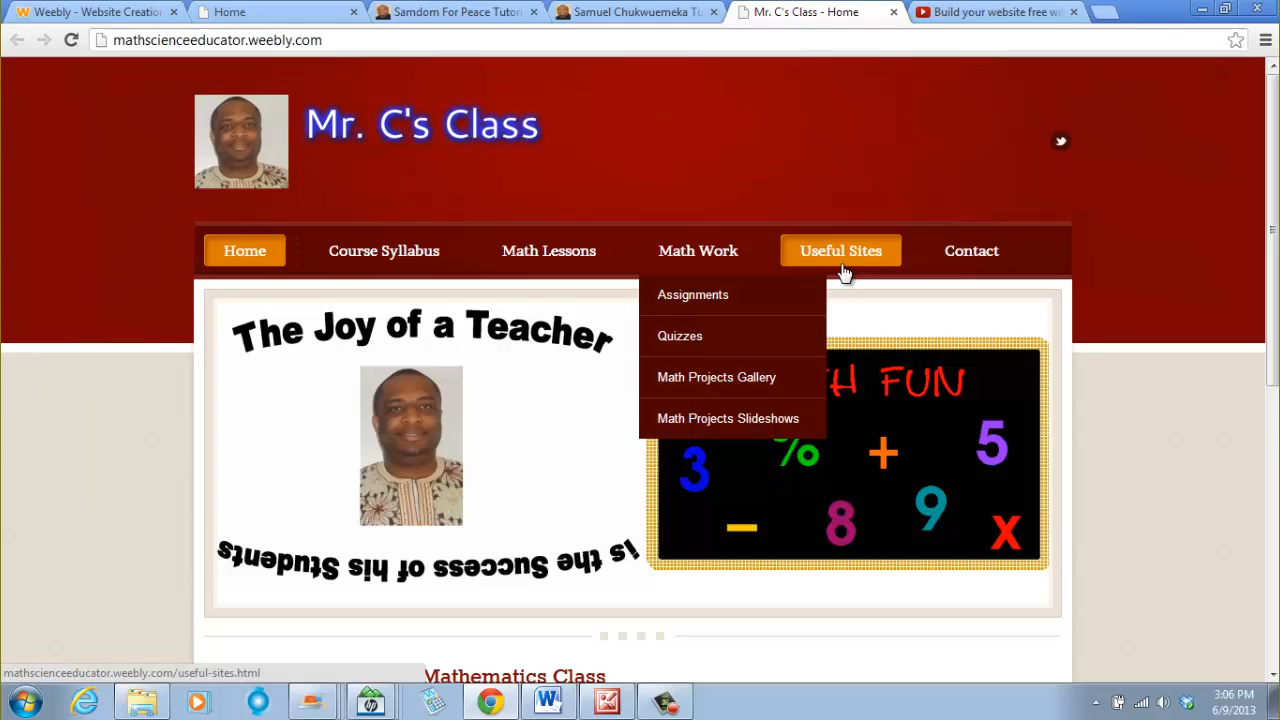 Weebly - Website Creation
Home
Samdom For Peace Tutor
Samuel Chukwuemeka Tu
Mr. C's Class - Home
Build your website free wi
mathscienceeducator.weebly.com
Mr. C's Class
Home
Course Syllabus
Math Lessons
Math Work
Useful Sites
Contact
Assignments
Quizzes
Math Projects Gallery
Math Projects Slideshows
The Joy of a Teacher
is the Success of his Students
TH FUN
3
%
+
5
-
8
9
x
mathscienceeducator.weebly.com/useful-sites.html
Mathematics Class
3:06 PM
6/9/2013